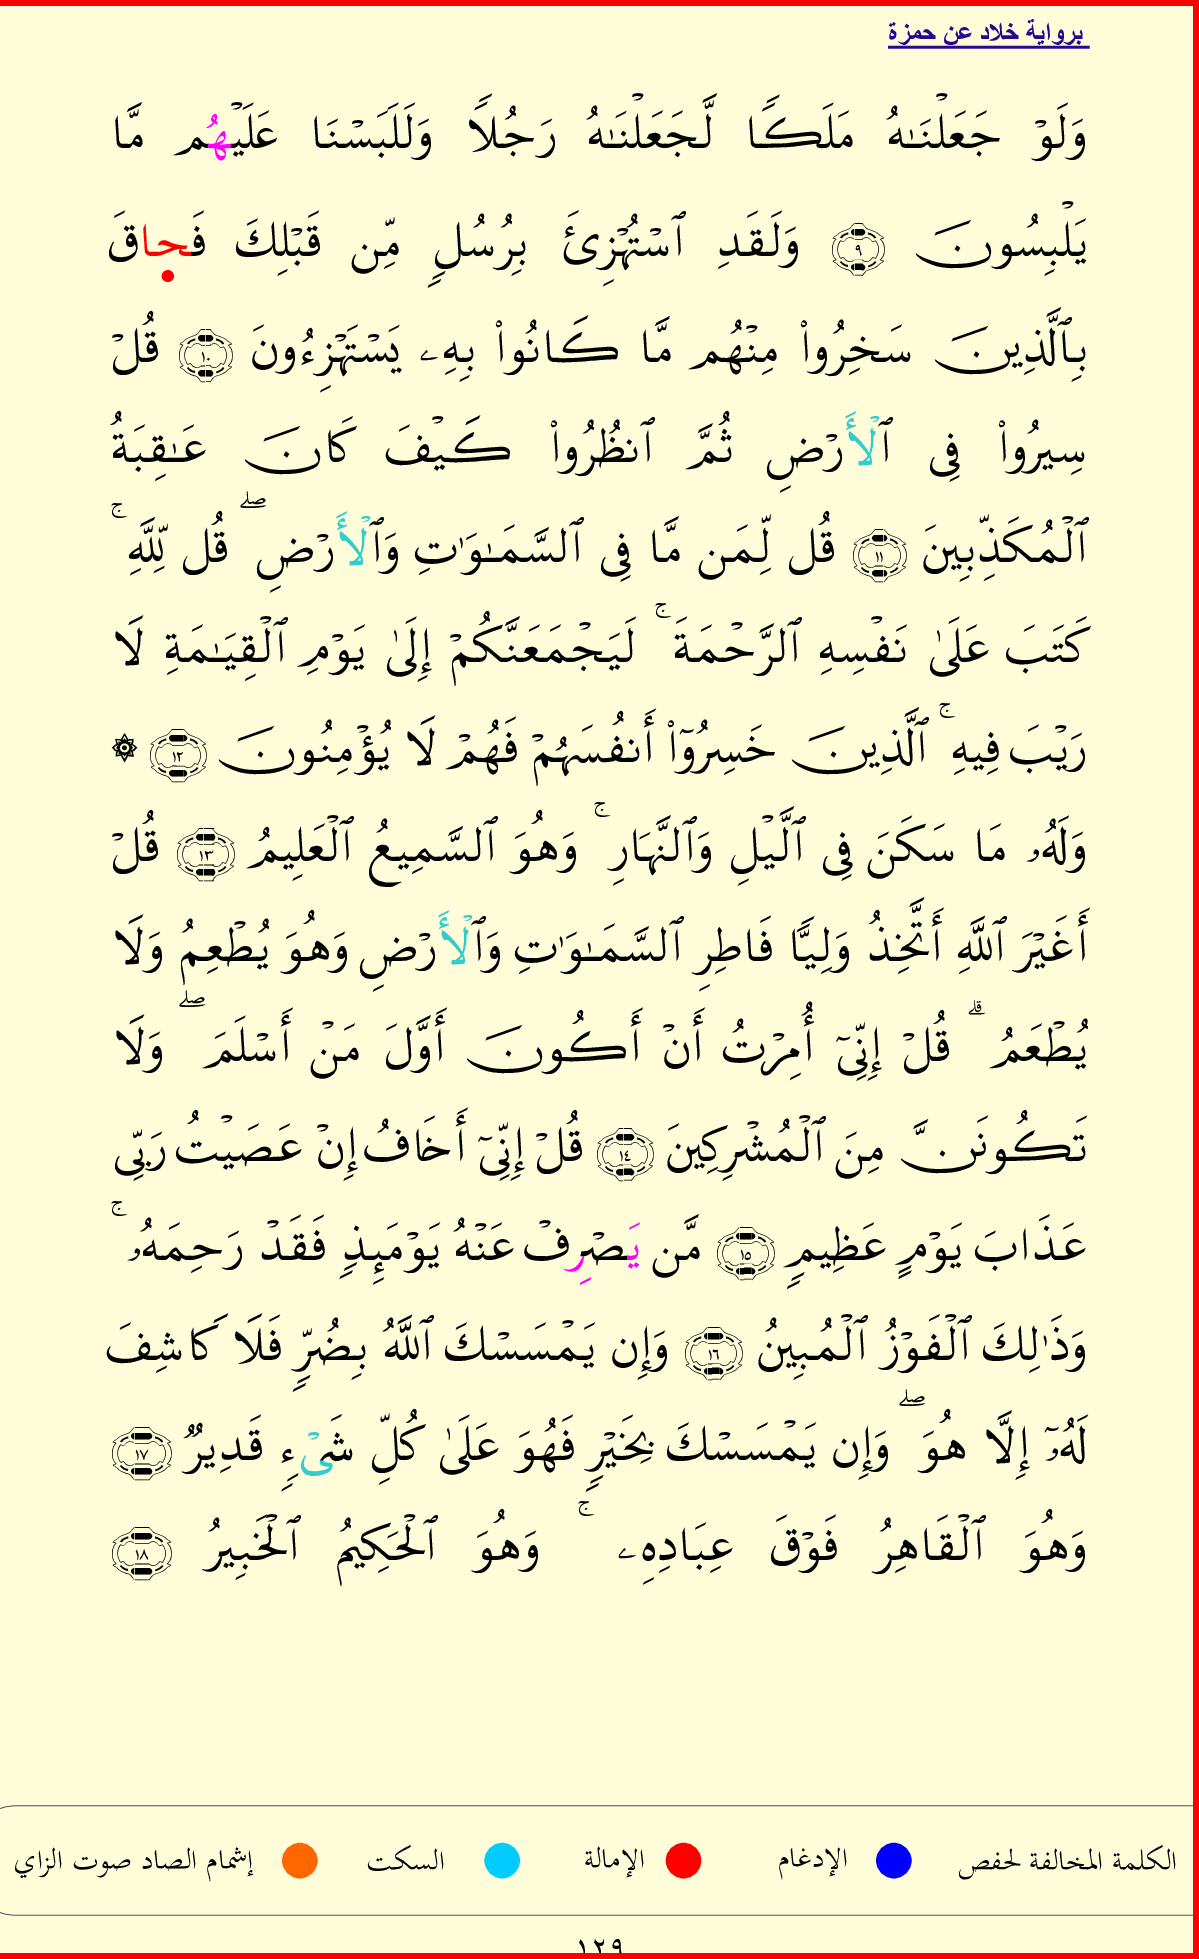 برواية خلاد عن حمزة
وَلَوۡ جَعَلۡنَٰهُ مَلَكٗا لَّجَعَلۡنَٰهُ رَجُلٗا وَلَلَبَسۡنَا عَلَيۡهُم مَّا
يَلۡبِسُونَ ٩ وَلَقَدِ ٱسۡتُهۡزِئَ بِرُسُلٖ مِّن قَبۡلِكَ فَحَاقَ
بِٱلَّذِينَ سَخِرُواْ مِنۡهُم مَّا كَانُواْ بِهِۦ يَسۡتَهۡزِءُونَ ١٠ قُلۡ
سِيرُواْ فِي ٱلۡأَرۡضِ ثُمَّ ٱنظُرُواْ كَيۡفَ كَانَ عَٰقِبَةُ
ٱلۡمُكَذِّبِينَ ١١ قُل لِّمَن مَّا فِي ٱلسَّمَٰوَٰتِ وَٱلۡأَرۡضِۖ قُل لِّلَّهِۚ
كَتَبَ عَلَىٰ نَفۡسِهِ ٱلرَّحۡمَةَۚ لَيَجۡمَعَنَّكُمۡ إِلَىٰ يَوۡمِ ٱلۡقِيَٰمَةِ لَا
رَيۡبَ فِيهِۚ ٱلَّذِينَ خَسِرُوٓاْ أَنفُسَهُمۡ فَهُمۡ لَا يُؤۡمِنُونَ ١٢ ۞
وَلَهُۥ مَا سَكَنَ فِي ٱلَّيۡلِ وَٱلنَّهَارِۚ وَهُوَ ٱلسَّمِيعُ ٱلۡعَلِيمُ ١٣ قُلۡ
أَغَيۡرَ ٱللَّهِ أَتَّخِذُ وَلِيّٗا فَاطِرِ ٱلسَّمَٰوَٰتِ وَٱلۡأَرۡضِ وَهُوَ يُطۡعِمُ وَلَا
يُطۡعَمُۗ قُلۡ إِنِّيٓ أُمِرۡتُ أَنۡ أَكُونَ أَوَّلَ مَنۡ أَسۡلَمَۖ وَلَا
تَكُونَنَّ مِنَ ٱلۡمُشۡرِكِينَ ١٤ قُلۡ إِنِّيٓ أَخَافُ إِنۡ عَصَيۡتُ رَبِّي
عَذَابَ يَوۡمٍ عَظِيمٖ ١٥ مَّن يَصۡرِفۡ عَنۡهُ يَوۡمَئِذٖ فَقَدۡ رَحِمَهُۥۚ
وَذَٰلِكَ ٱلۡفَوۡزُ ٱلۡمُبِينُ ١٦ وَإِن يَمۡسَسۡكَ ٱللَّهُ بِضُرّٖ فَلَا كَاشِفَ
لَهُۥٓ إِلَّا هُوَۖ وَإِن يَمۡسَسۡكَ بِخَيۡرٖ فَهُوَ عَلَىٰ كُلِّ شَيۡءٖ قَدِيرٞ ١٧
وَهُوَ ٱلۡقَاهِرُ فَوۡقَ عِبَادِهِۦۚ وَهُوَ ٱلۡحَكِيمُ ٱلۡخَبِيرُ ١٨
الكلمة المخالفة لحفص الإدغام الإمالة السكت إشمام الصاد صوت الزاي
١٢٩